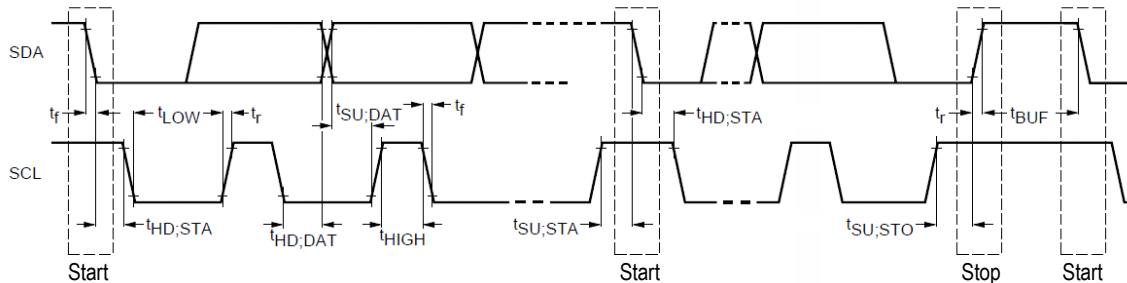 SDA
tf tLOW tr tSU;DAT tf tHD;STA tr tBUF
SCL
tHD;STA tHD;DAT tHIGH tSU;STA tSU;STO
Start Start Stop Start